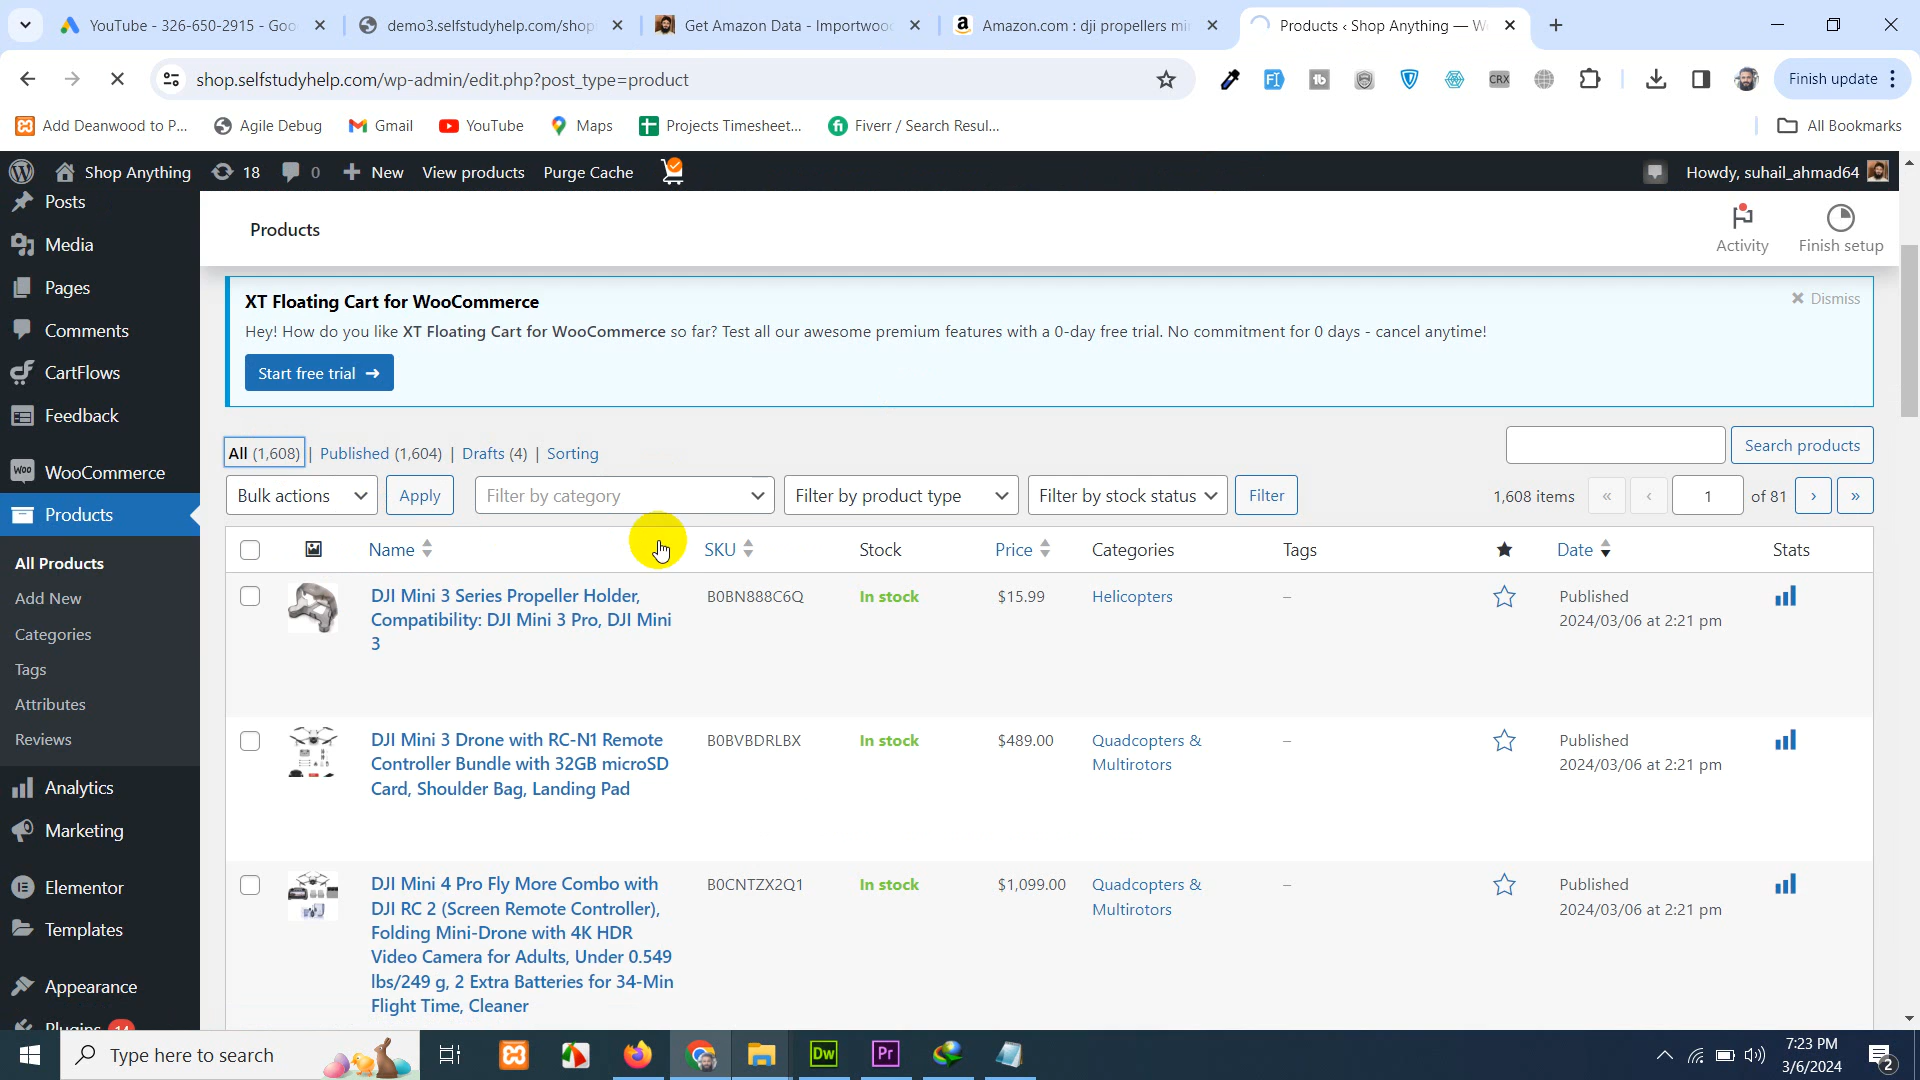 YouTube - 326-650-2915 - Goo
demo3.selfstudyhelp.com/shop
Get Amazon Data - Importwoo
Amazon.com : dji propellers mi
Products ‹ Shop Anything — W
shop.selfstudyhelp.com/wp-admin/edit.php?post_type=product
Finish update
Add Deanwood to P...
Agile Debug
Gmail
YouTube
Maps
Projects Timesheet...
Fiverr / Search Resul...
All Bookmarks
Shop Anything
18
0
New
View products
Purge Cache
Howdy, suhail_ahmad64
Posts
Media
Pages
Comments
CartFlows
Feedback
WooCommerce
Products
All Products
Add New
Categories
Tags
Attributes
Reviews
Analytics
Marketing
Elementor
Templates
Appearance
Plugins 14
Products
Activity
Finish setup
XT Floating Cart for WooCommerce
Dismiss
Hey! How do you like XT Floating Cart for WooCommerce so far? Test all our awesome premium features with a 0-day free trial. No commitment for 0 days - cancel anytime!
Start free trial →
All (1,608) | Published (1,604) | Drafts (4) | Sorting
Search products
Bulk actions
Apply
Filter by category
Filter by product type
Filter by stock status
Filter
1,608 items « ‹ 1 of 81 › »
Name SKU Stock Price Categories Tags Date Stats
DJI Mini 3 Series Propeller Holder,
Compatibility: DJI Mini 3 Pro, DJI Mini
3
B0BN888C6Q
In stock
$15.99
Helicopters
–
Published
2024/03/06 at 2:21 pm
DJI Mini 3 Drone with RC-N1 Remote
Controller Bundle with 32GB microSD
Card, Shoulder Bag, Landing Pad
B0BVBDRLBX
In stock
$489.00
Quadcopters &
Multirotors
–
Published
2024/03/06 at 2:21 pm
DJI Mini 4 Pro Fly More Combo with
DJI RC 2 (Screen Remote Controller),
Folding Mini-Drone with 4K HDR
Video Camera for Adults, Under 0.549
lbs/249 g, 2 Extra Batteries for 34-Min
Flight Time, Cleaner
B0CNTZX2Q1
In stock
$1,099.00
Quadcopters &
Multirotors
–
Published
2024/03/06 at 2:21 pm
Type here to search
Dw
Pr
7:23 PM
3/6/2024
2